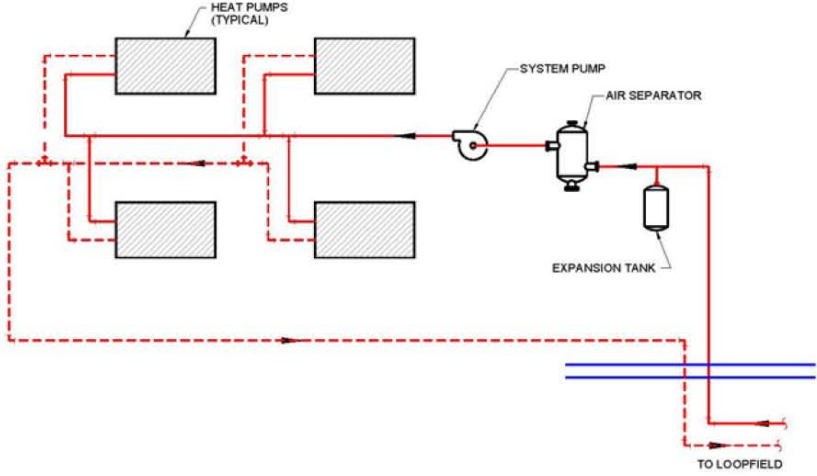 HEAT PUMPS
(TYPICAL)
SYSTEM PUMP
AIR SEPARATOR
EXPANSION TANK
TO LOOPFIELD